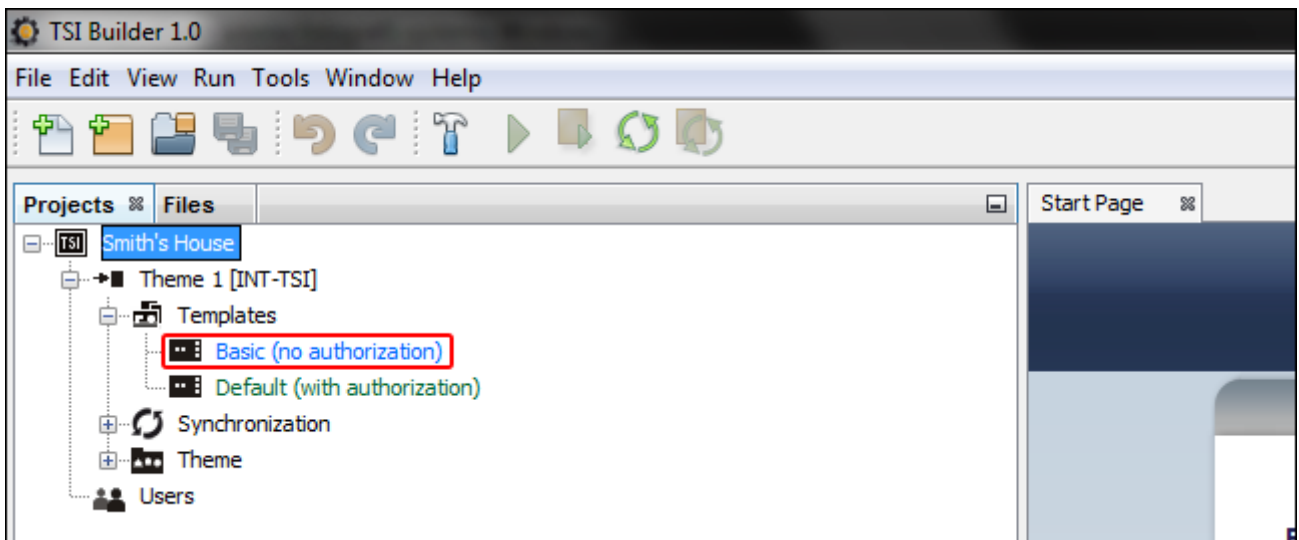 TSI Builder 1.0
File Edit View Run Tools Window Help
Projects Files
Start Page
TSI Smith's House
Theme 1 [INT-TSI]
Templates
Basic (no authorization)
Default (with authorization)
Synchronization
Theme
Users